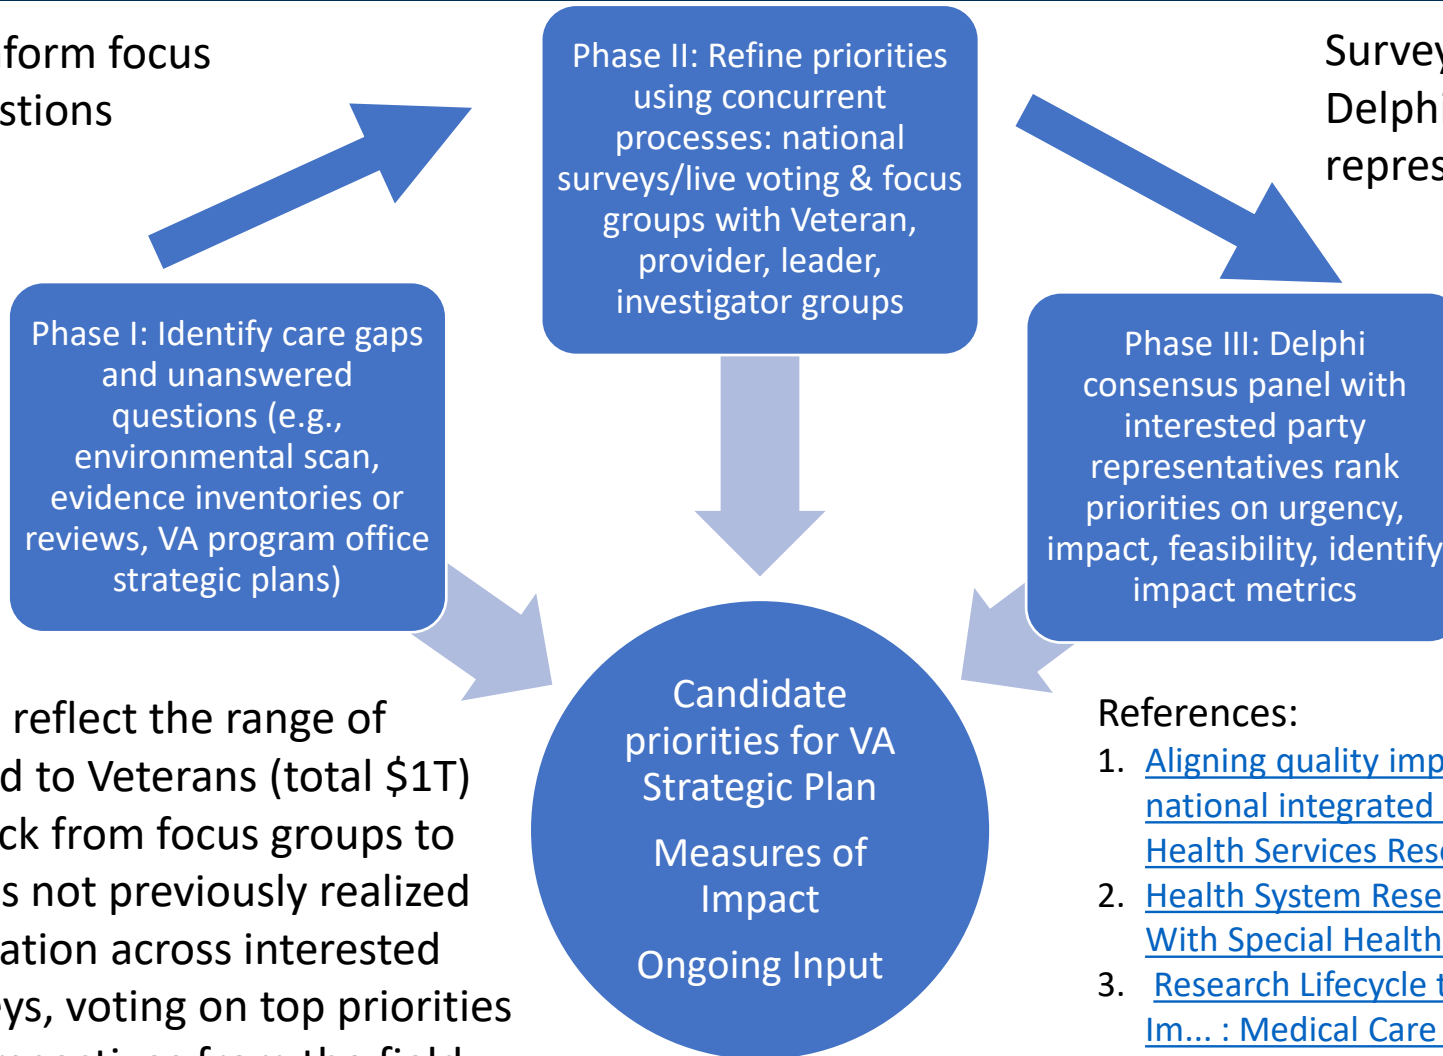 form focus
stions
Phase II: Refine priorities
using concurrent
processes: national
surveys/live voting & focus
groups with Veteran,
provider, leader,
investigator groups
Survey
Delphi
repres
Phase I: Identify care gaps
and unanswered
questions (e.g.,
environmental scan,
evidence inventories or
reviews, VA program office
strategic plans)
Phase III: Delphi
consensus panel with
interested party
representatives rank
priorities on urgency,
impact, feasibility, identify
impact metrics
reflect the range of
d to Veterans (total $1T)
ck from focus groups to
s not previously realized
ation across interested
eys, voting on top priorities
Candidate
priorities for VA
Strategic Plan
Measures of
Impact
Ongoing Input
References:
1. Aligning quality imp
national integrated
Health Services Rese
2. Health System Resea
With Special Health
3. Research Lifecycle t
Im... : Medical Care